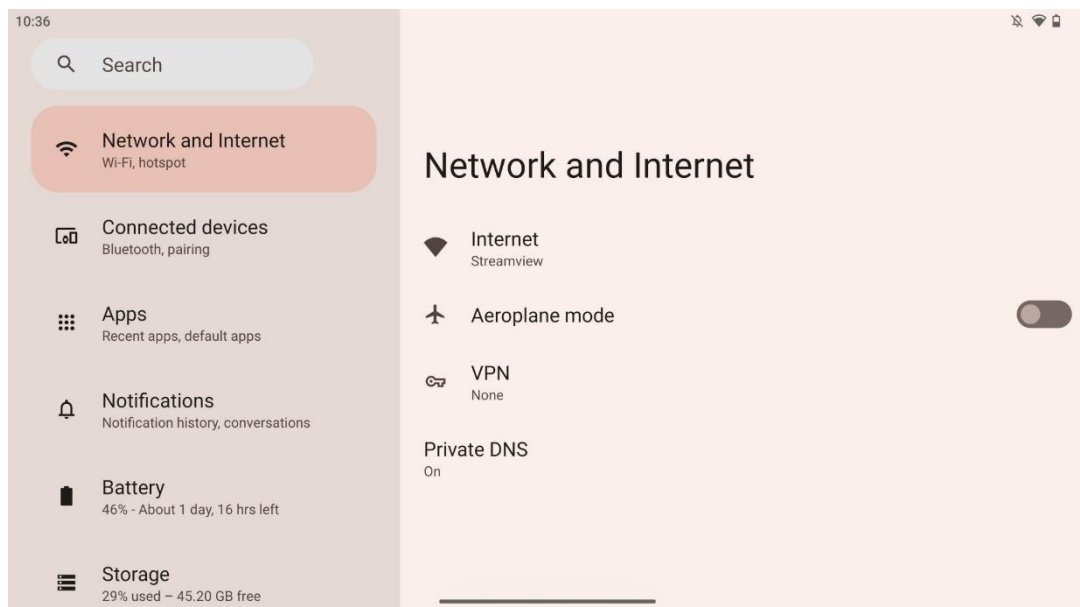 10:36
Search
Network and Internet
Wi-Fi, hotspot
Connected devices
Bluetooth, pairing
Apps
Recent apps, default apps
Notifications
Notification history, conversations
Battery
46% - About 1 day, 16 hrs left
Storage
29% used – 45.20 GB free
Network and Internet
Internet
Streamview
Aeroplane mode
VPN
None
Private DNS
On